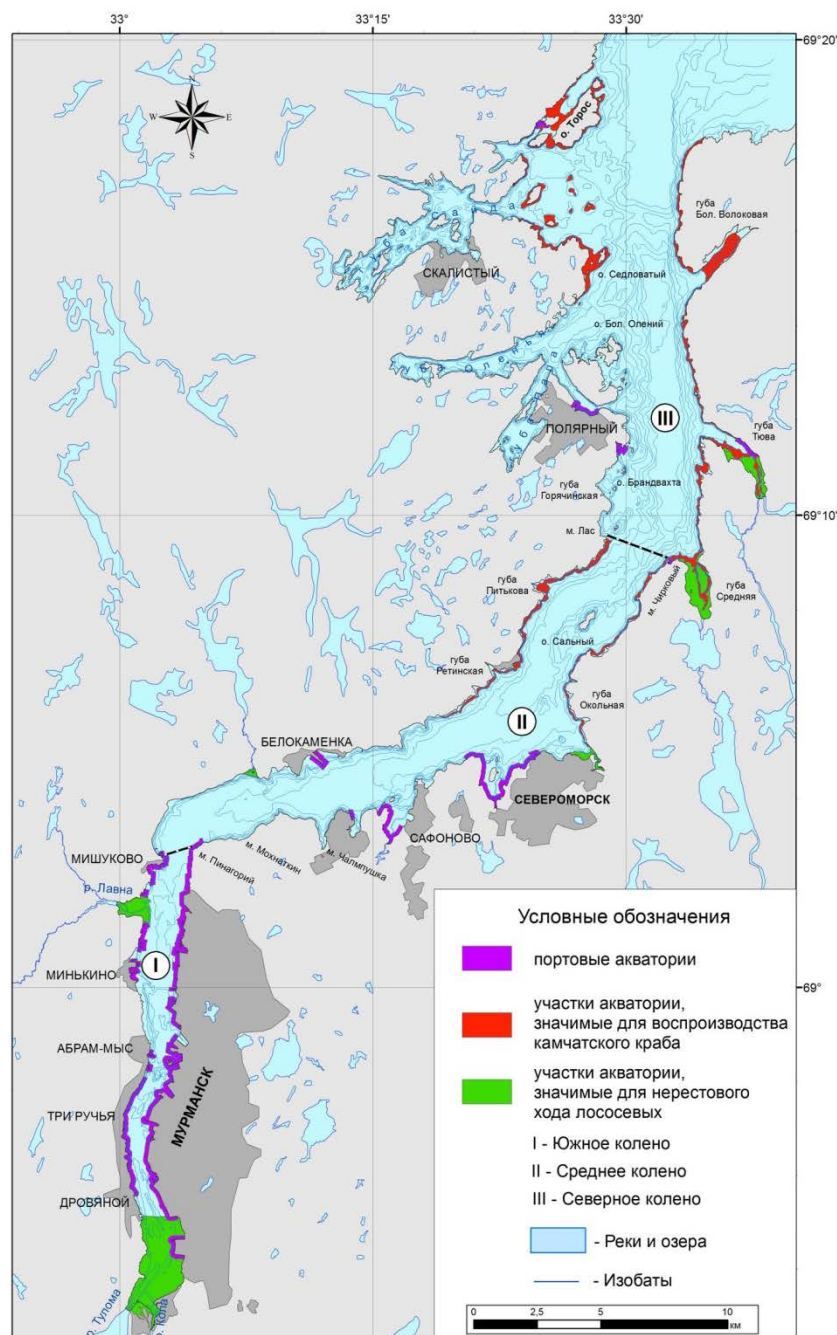 33°
33°15'
33°30'
69°20'
N
W
E
S
о. Торос
губа
Бол. Волоковая
губа Сайда
СКАЛИСТЫЙ
о. Седловатый
о. Бол. Олений
губа Оленья
III
ПОЛЯРНЫЙ
губа
Тюва
губа
Горячинская
о. Брандвахта
69°10'
м. Лас
губа
Питькова
м. Чирковый
губа
Средняя
о. Сальный
губа
Ретинская
губа
Окольная
II
БЕЛОКАМЕНКА
СЕВЕРОМОРСК
САФОНОВО
м. Чалмпушка
м. Мохнаткин
м. Пинагорий
МИШУКОВО
р. Лавна
МИНЬКИНО
I
69°
АБРАМ-МЫС
ТРИ РУЧЬЯ
МУРМАНСК
ДРОВЯНОЙ
р. Тулома
р. Кола
Условные обозначения
портовые акватории
участки акватории,
значимые для воспроизводства
камчатского краба
участки акватории,
значимые для нерестового
хода лососевых
I - Южное колено
II - Среднее колено
III - Северное колено
- Реки и озера
- Изобаты
0 2,5 5 10
км